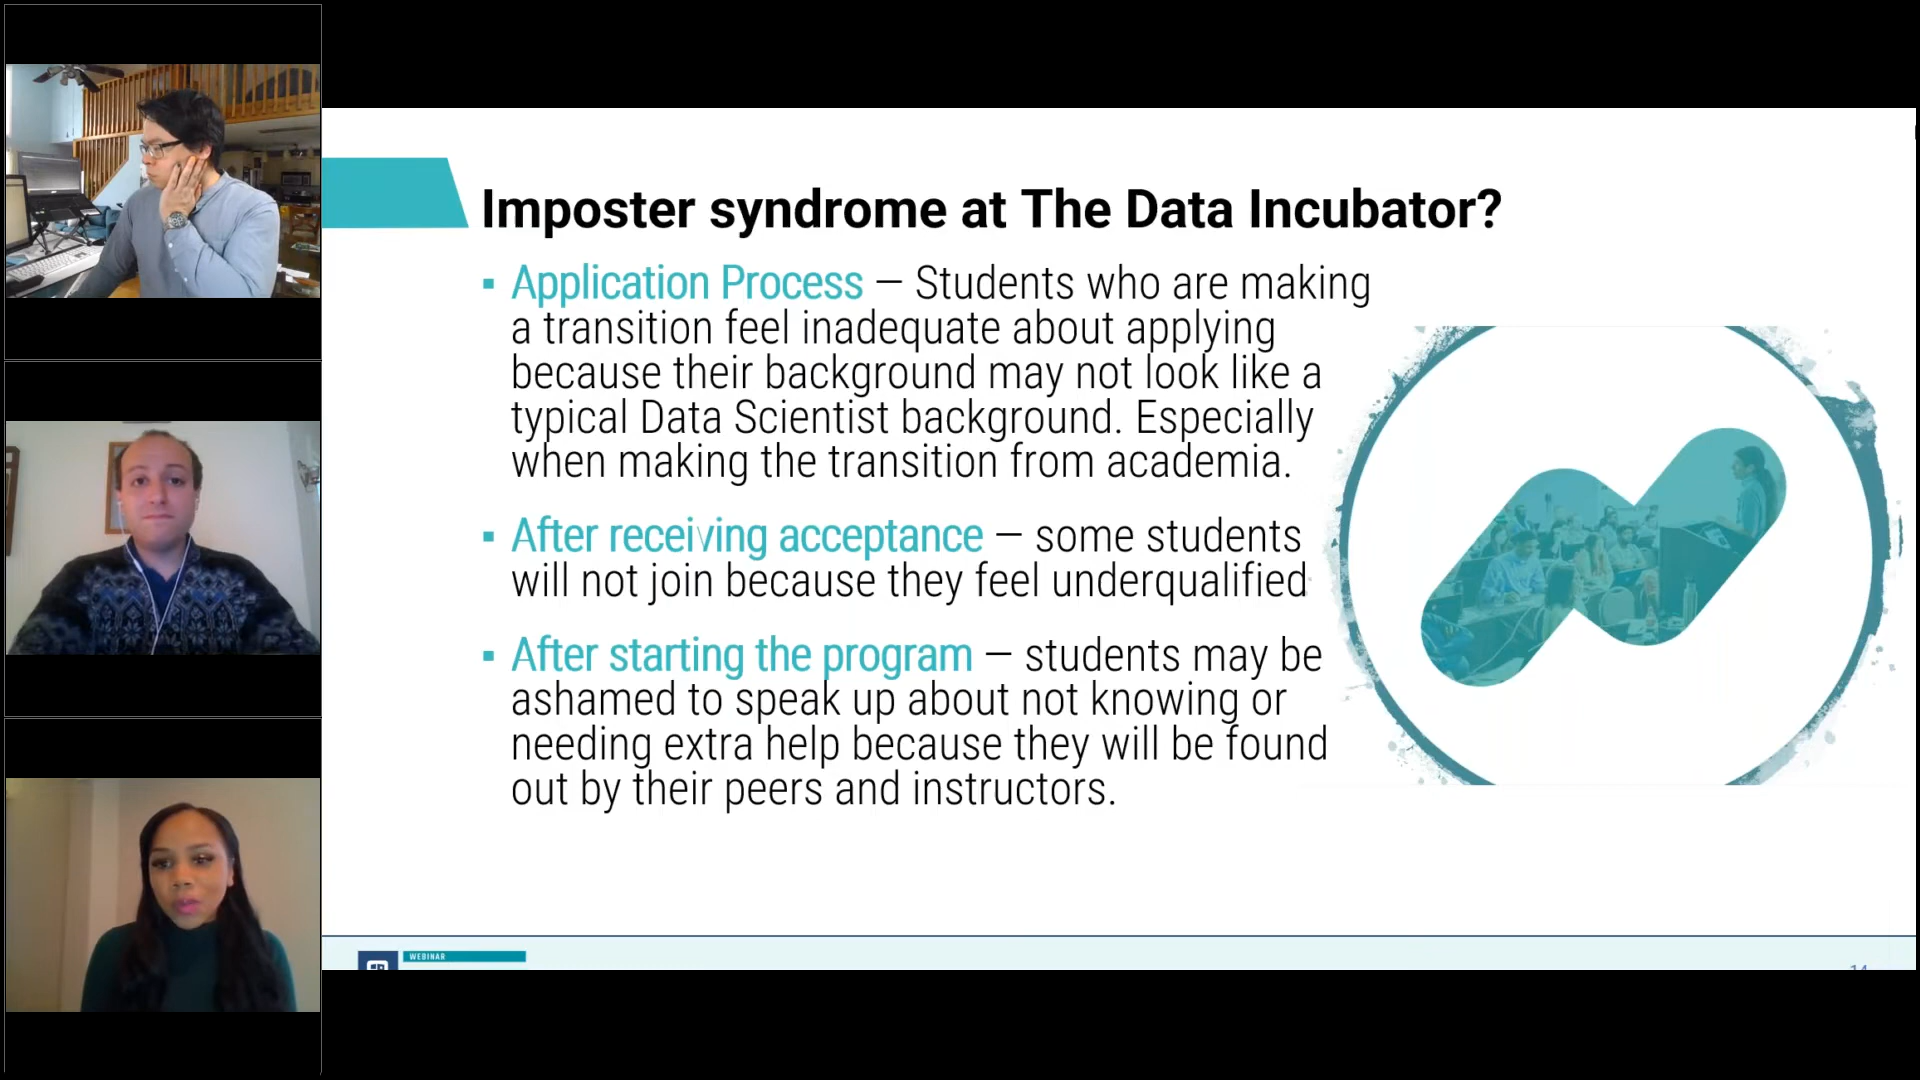 Imposter syndrome at The Data Incubator?
▪ Application Process – Students who are making
a transition feel inadequate about applying
because their background may not look like a
typical Data Scientist background. Especially
when making the transition from academia.
▪ After receiving acceptance – some students
will not join because they feel underqualified
▪ After starting the program – students may be
ashamed to speak up about not knowing or
needing extra help because they will be found
out by their peers and instructors.
WEBINAR